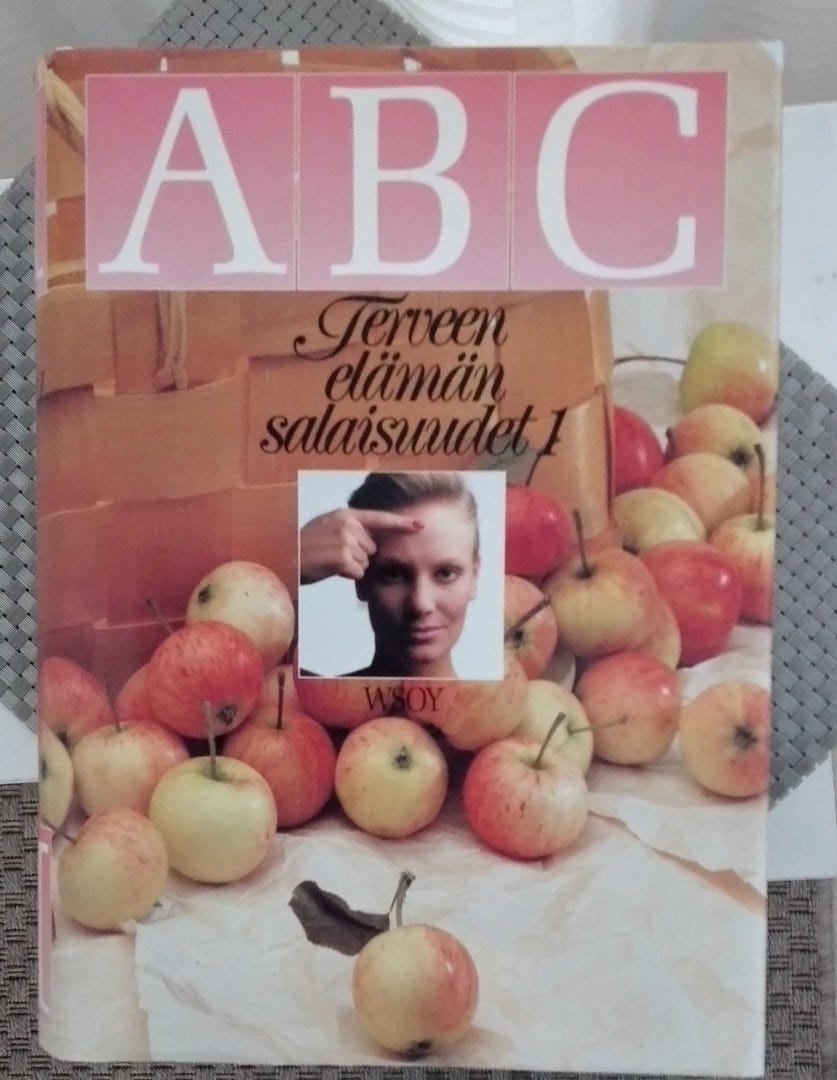 ABC
Terveen
elämän
salaisuudet 1
WSOY